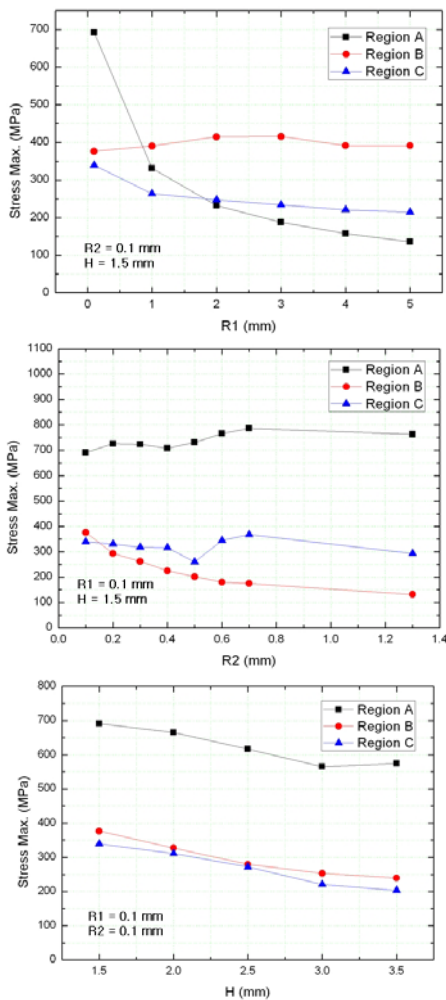 700
600
500
400
300
200
100
0
Stress Max. (MPa)
Region A
Region B
Region C
R2 = 0.1 mm
H = 1.5 mm
0 1 2 3 4 5
R1 (mm)
1100
1000
900
800
700
600
500
400
300
200
100
0
Stress Max. (MPa)
Region A
Region B
Region C
R1 = 0.1 mm
H = 1.5 mm
0.0 0.2 0.4 0.6 0.8 1.0 1.2 1.4
R2 (mm)
800
700
600
500
400
300
200
100
0
Stress Max. (MPa)
Region A
Region B
Region C
R1 = 0.1 mm
R2 = 0.1 mm
1.5 2.0 2.5 3.0 3.5
H (mm)